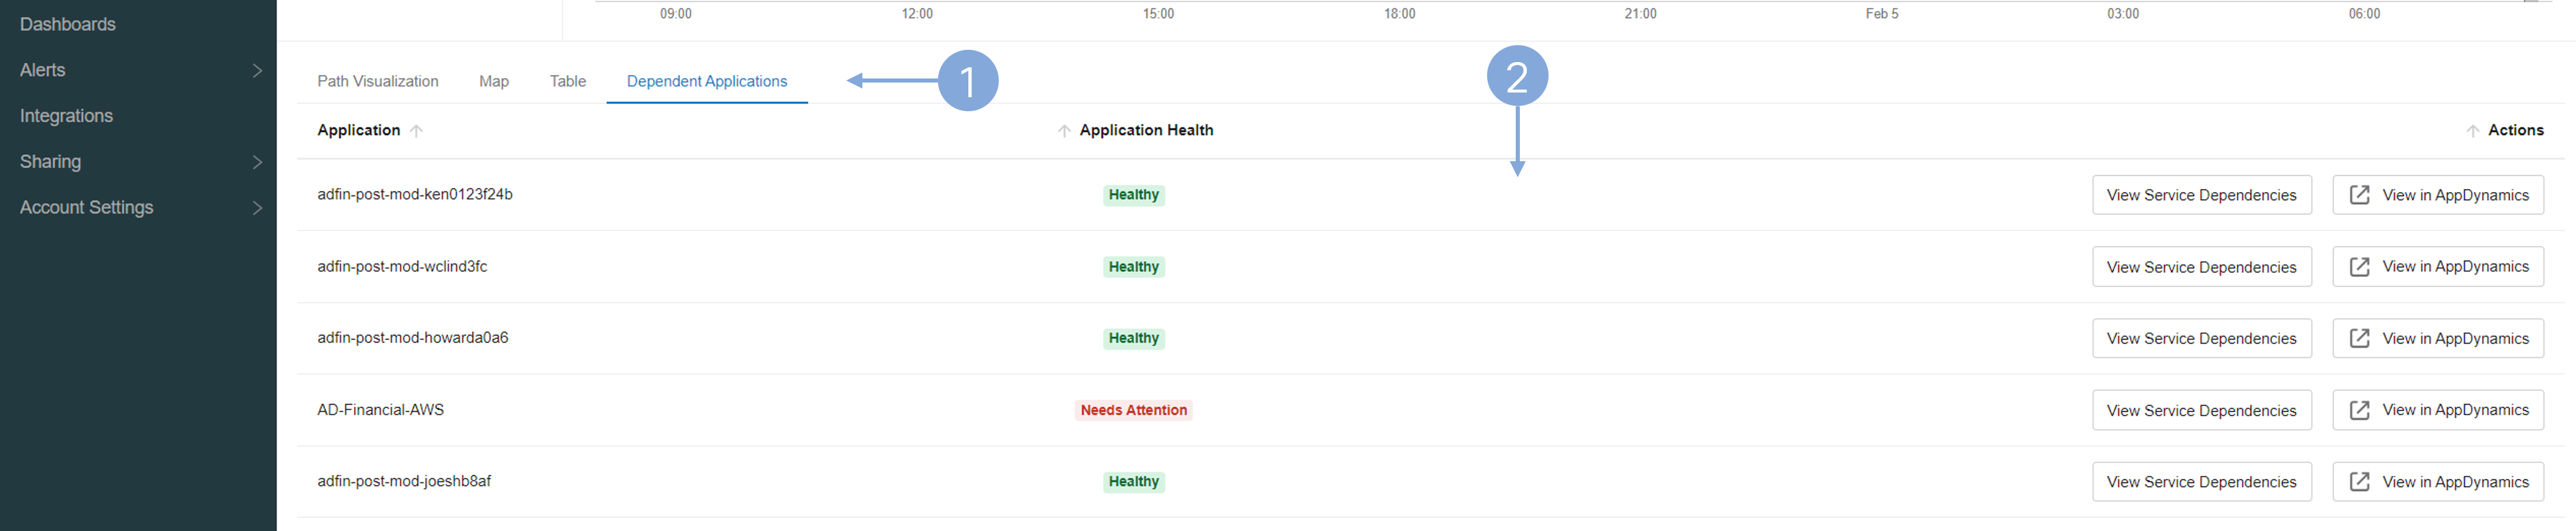 Dashboards
Alerts
Integrations
Sharing
Account Settings
09:00 12:00 15:00 18:00 21:00 Feb 5 03:00 06:00
Path Visualization Map Table Dependent Applications 1 2
Application Application Health Actions
adfin-post-mod-ken0123f24b Healthy View Service Dependencies View in AppDynamics
adfin-post-mod-wclind3fc Healthy View Service Dependencies View in AppDynamics
adfin-post-mod-howarda0a6 Healthy View Service Dependencies View in AppDynamics
AD-Financial-AWS Needs Attention View Service Dependencies View in AppDynamics
adfin-post-mod-joeshb8af Healthy View Service Dependencies View in AppDynamics